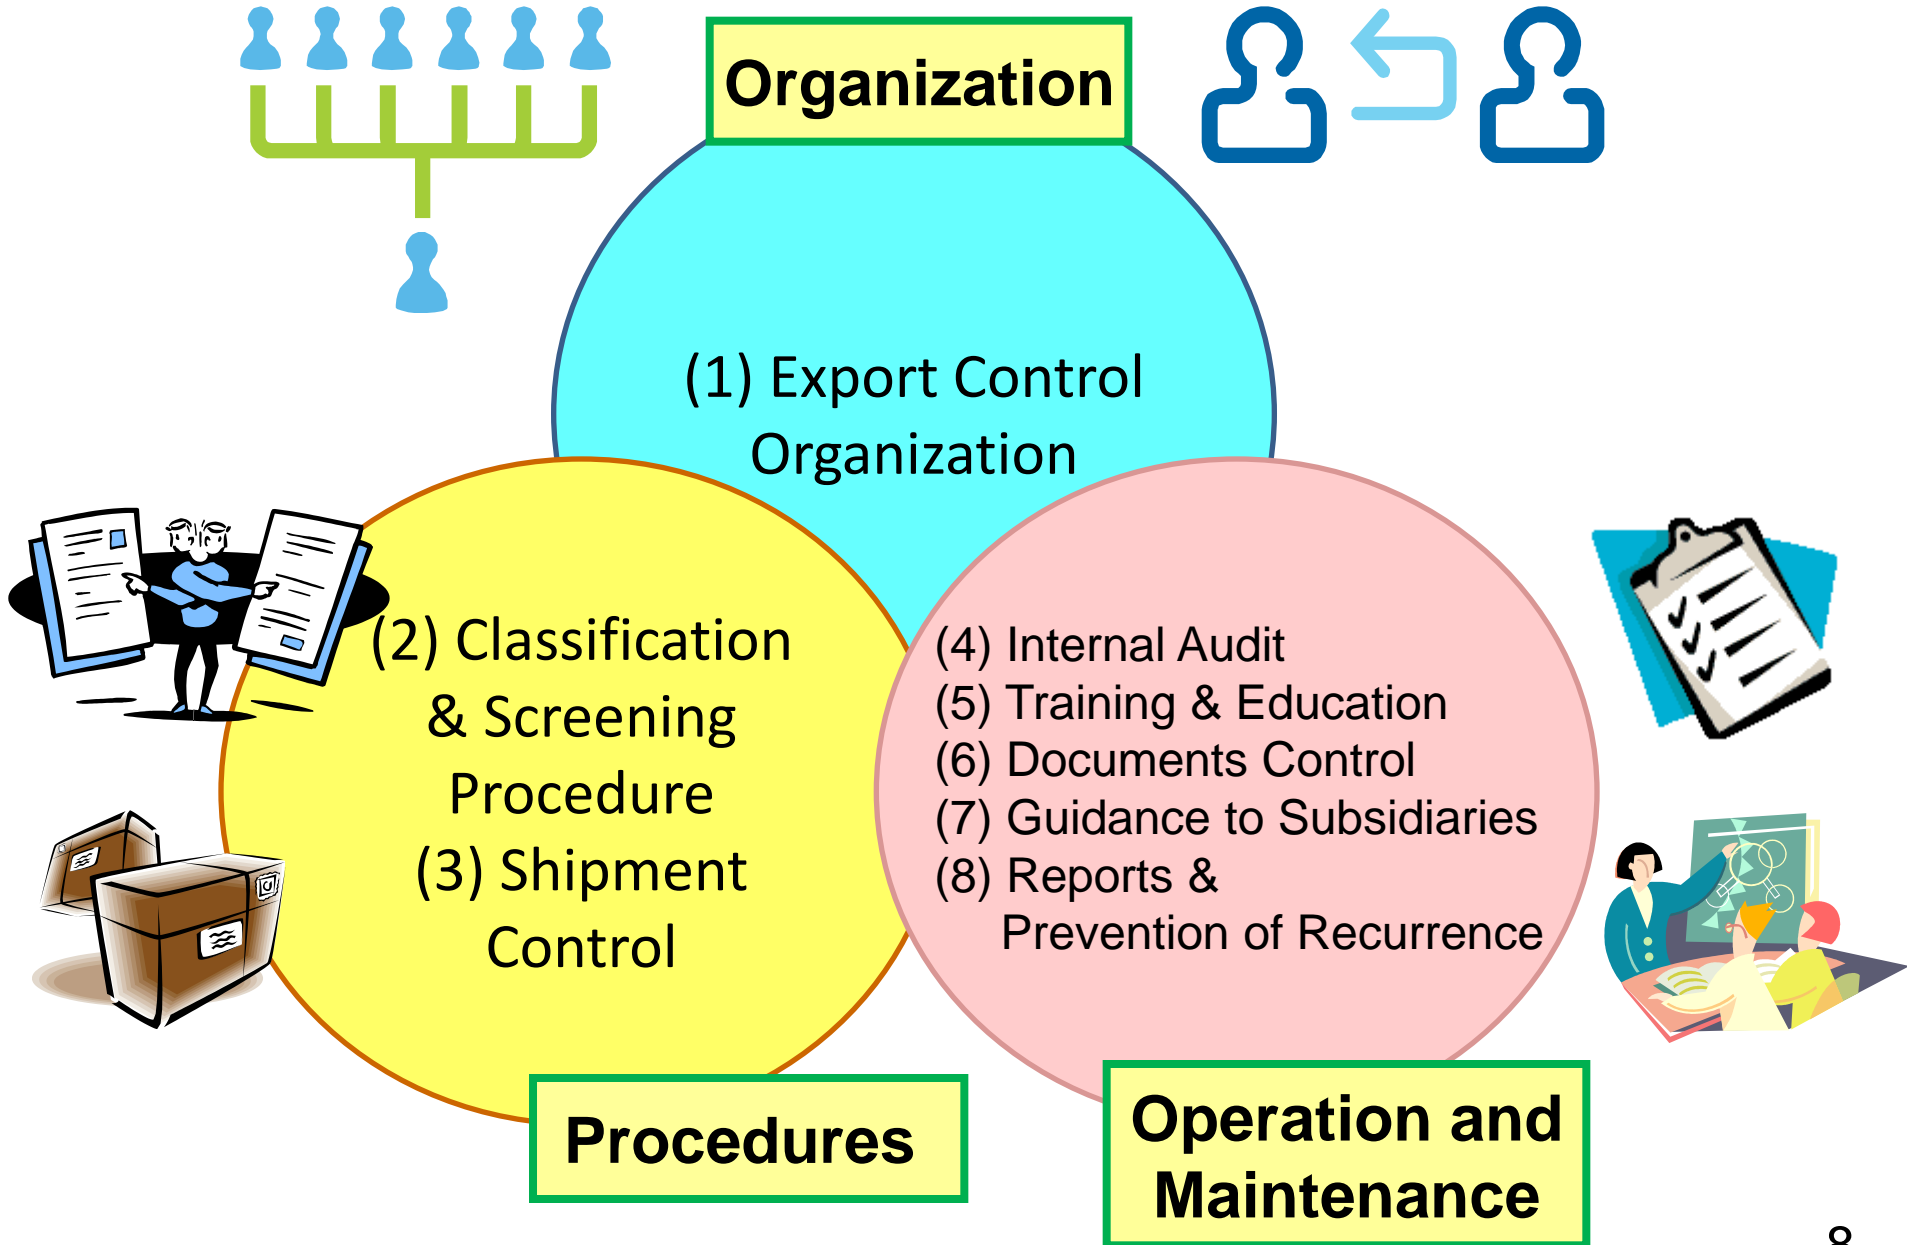 Organization
(1) Export Control
Organization
(2) Classification
& Screening
Procedure
(3) Shipment
Control
(4) Internal Audit
(5) Training & Education
(6) Documents Control
(7) Guidance to Subsidiaries
(8) Reports &
Prevention of Recurrence
Procedures
Operation and
Maintenance
8